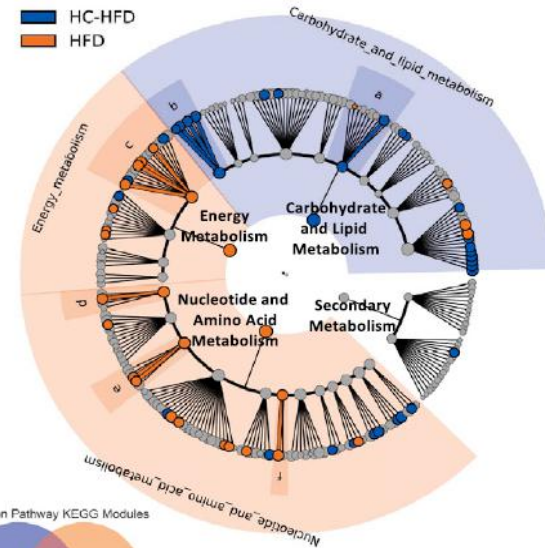 HC-HFD
HFD
Carbohydrate_and_lipid_metabolism
a
b
c
Energy_metabolism
Energy
Metabolism
Carbohydrate
and Lipid
Metabolism
Nucleotide and
Amino Acid
Metabolism
Secondary
Metabolism
d
e
f
Nucleotide_and_amino_acid_metabolism
n Pathway KEGG Modules